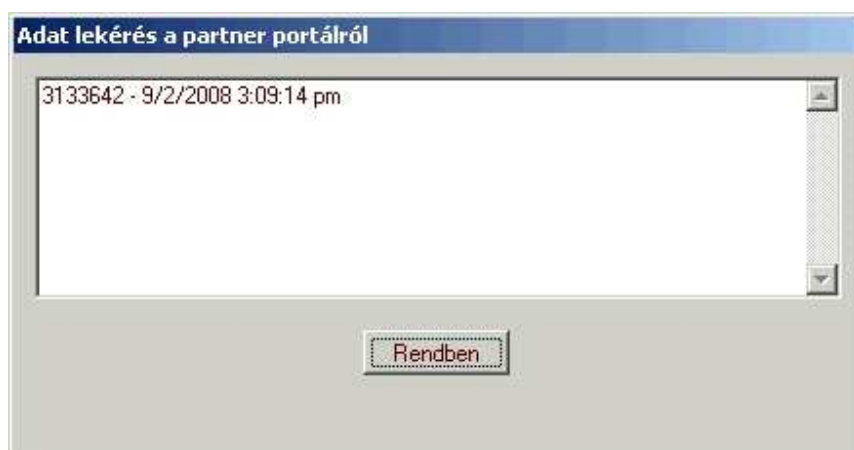 Adat lekérés a partner portálról
3133642 - 9/2/2008 3:09:14 pm
Rendben